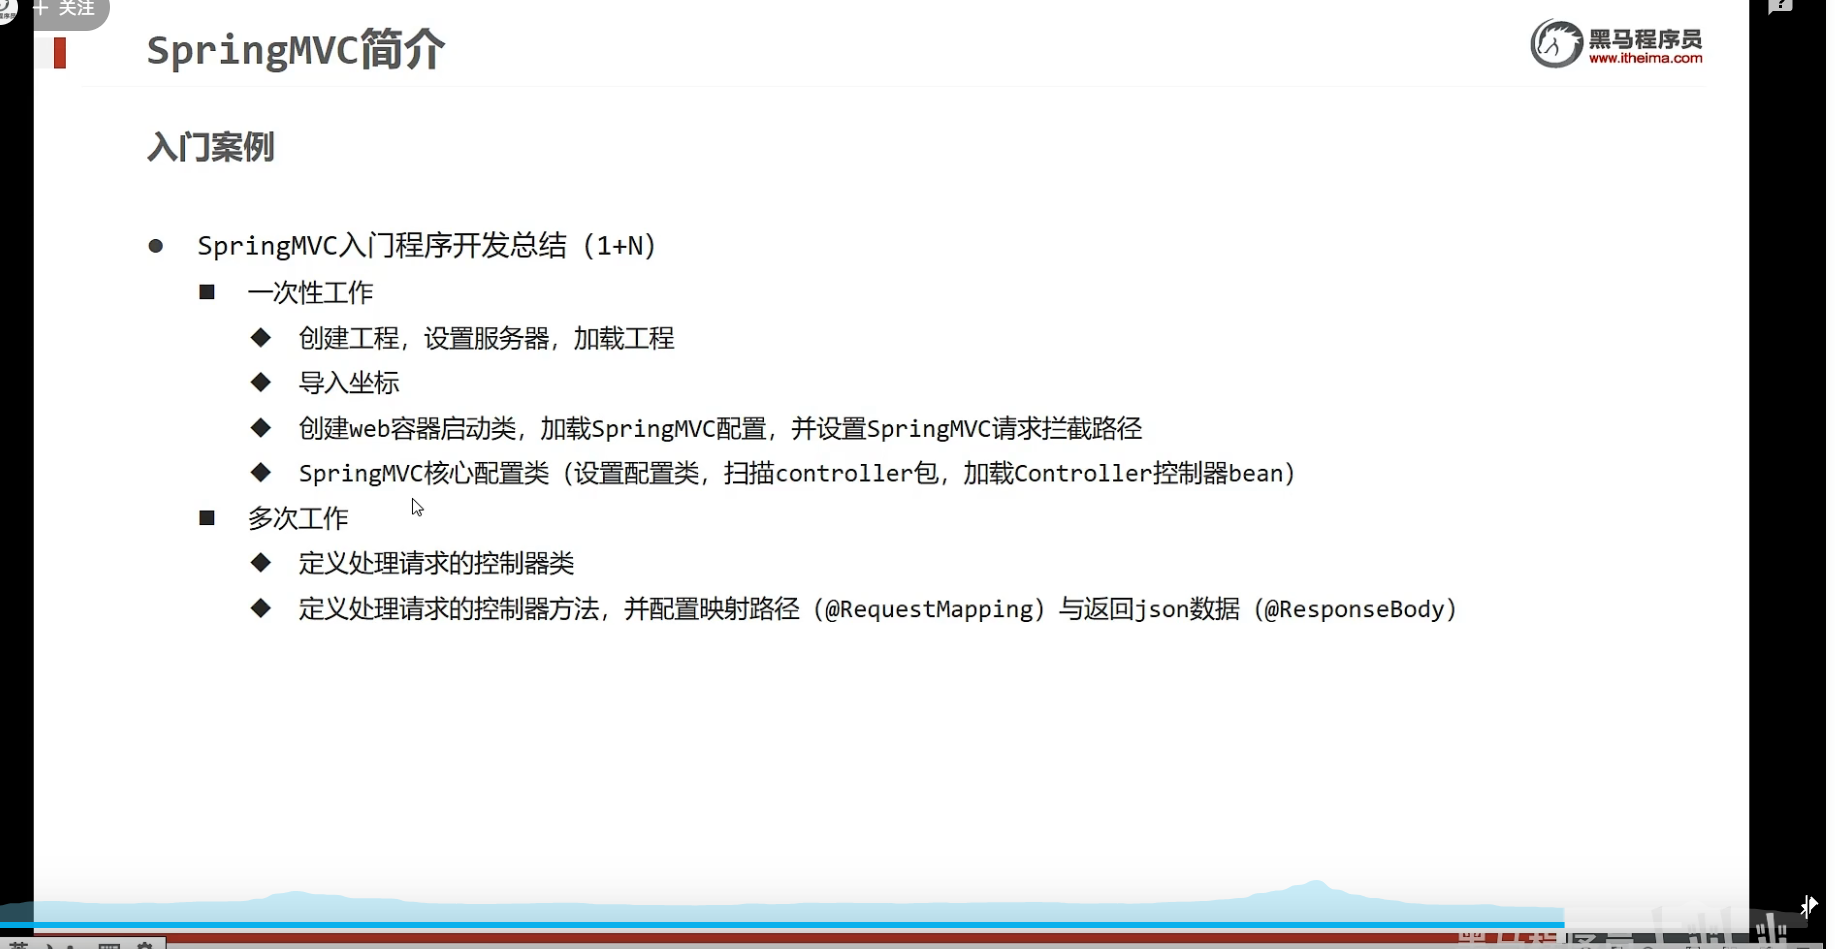 + 关注
SpringMVC简介
黑马程序员
www.itheima.com
入门案例
SpringMVC入门程序开发总结（1+N）
一次性工作
创建工程，设置服务器，加载工程
导入坐标
创建web容器启动类，加载SpringMVC配置，并设置SpringMVC请求拦截路径
SpringMVC核心配置类（设置配置类，扫描controller包，加载Controller控制器bean）
多次工作
定义处理请求的控制器类
定义处理请求的控制器方法，并配置映射路径（@RequestMapping）与返回json数据（@ResponseBody）